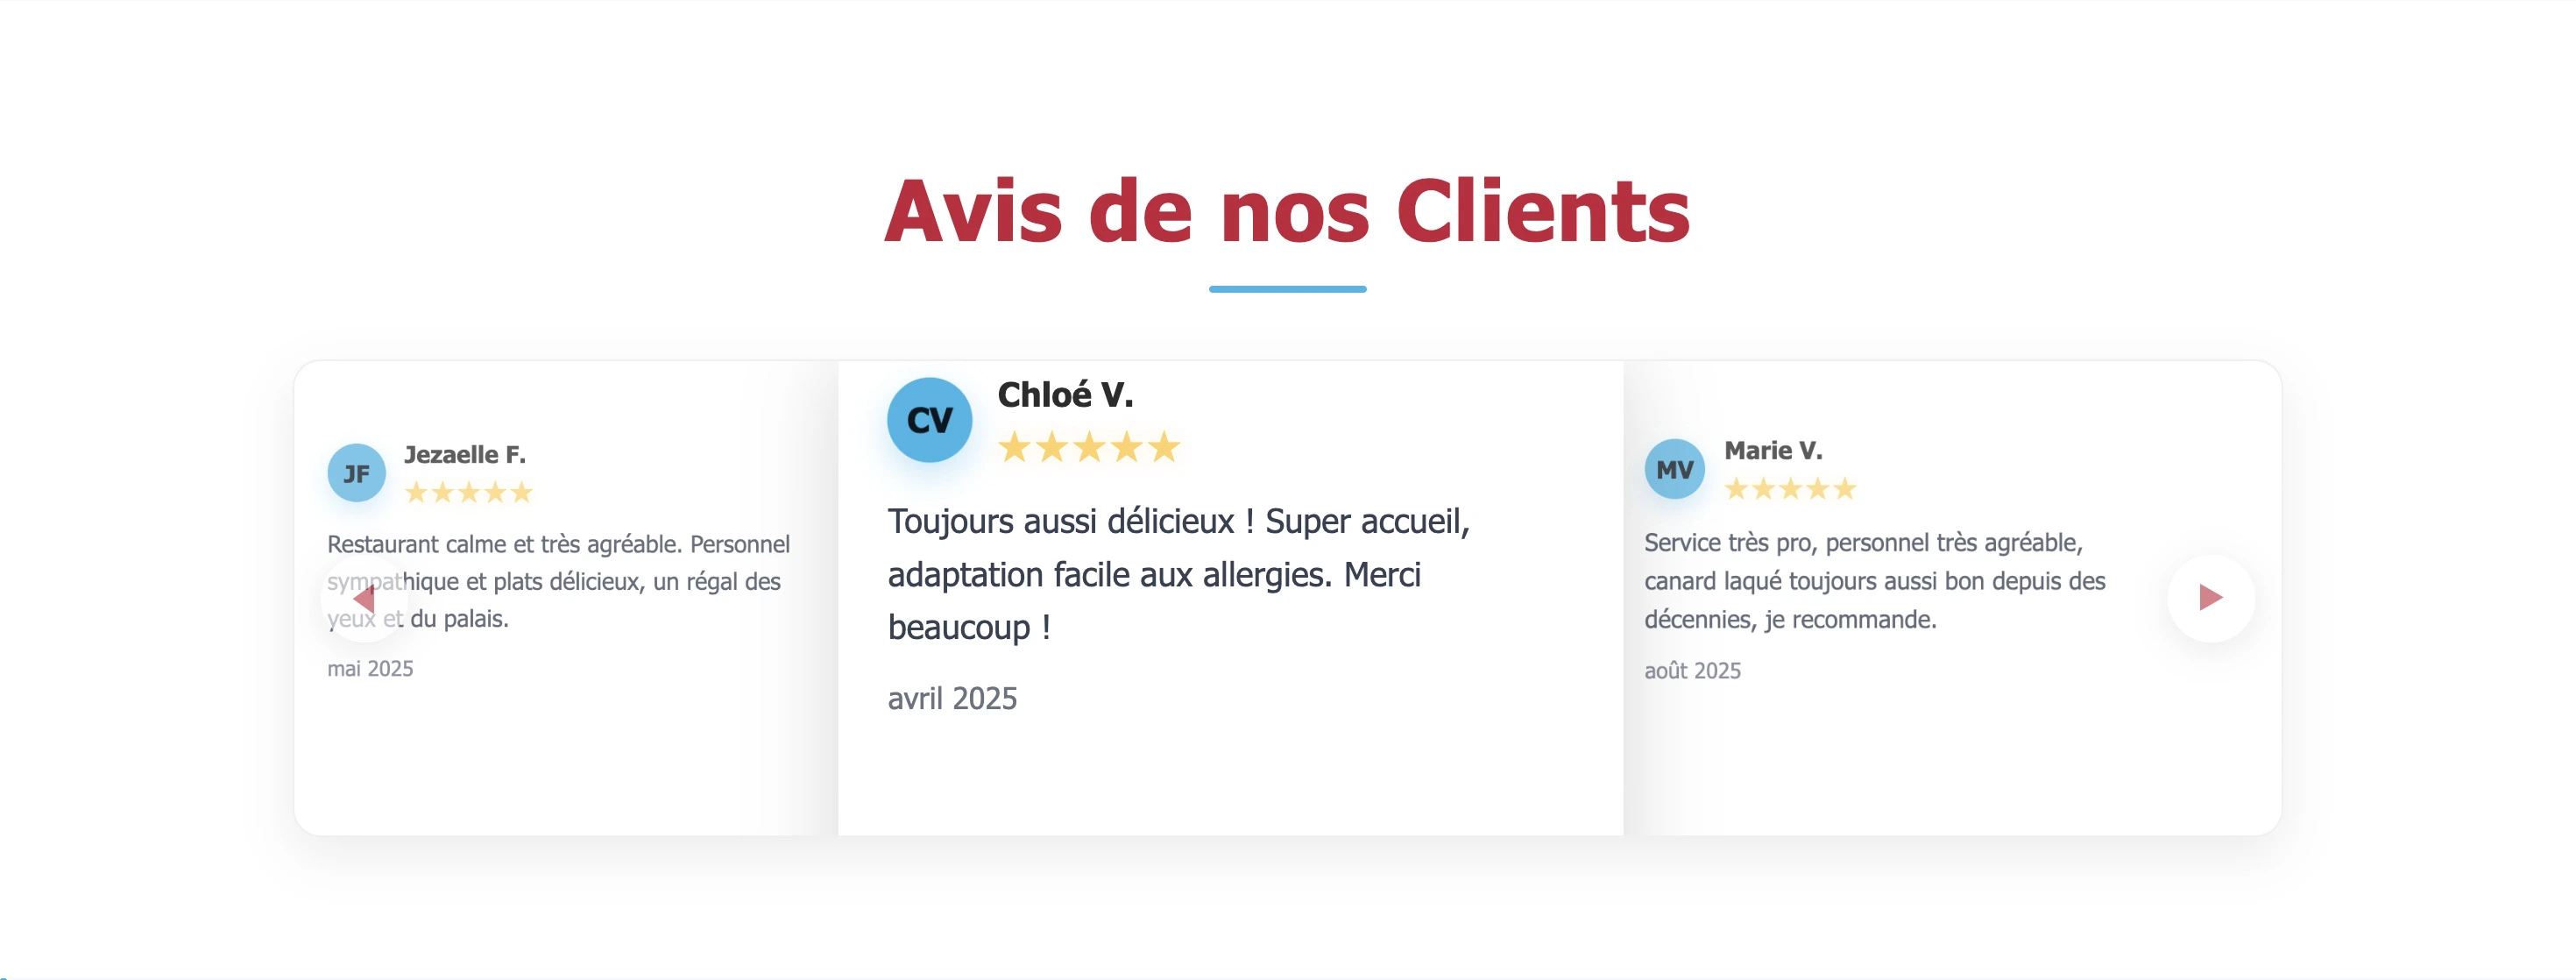 Avis de nos Clients
JF
Jezaelle F.
★★★★★
Restaurant calme et très agréable. Personnel
sympathique et plats délicieux, un régal des
yeux et du palais.
mai 2025
CV
Chloé V.
★★★★★
Toujours aussi délicieux ! Super accueil,
adaptation facile aux allergies. Merci
beaucoup !
avril 2025
MV
Marie V.
★★★★★
Service très pro, personnel très agréable,
canard laqué toujours aussi bon depuis des
décennies, je recommande.
août 2025